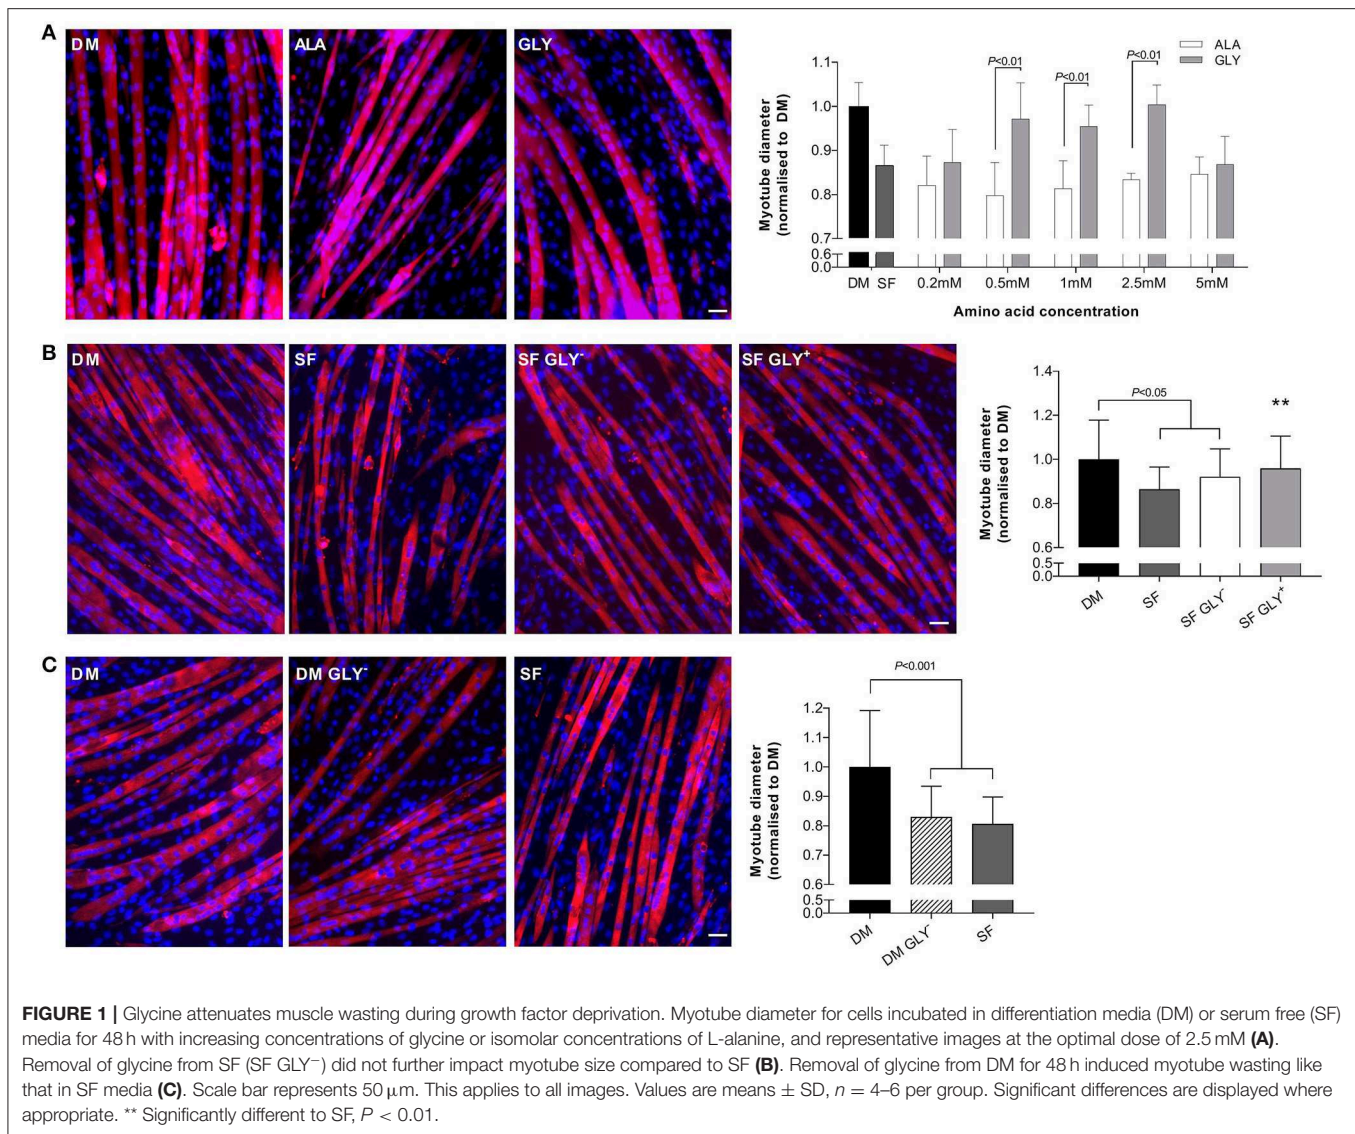 A
DM
ALA
GLY
ALA
GLY
P<0.01
P<0.01
P<0.01
Myotube diameter
(normalised to DM)
1.1
1.0
0.9
0.8
0.7
0.6
0.0
DM SF 0.2mM 0.5mM 1mM 2.5mM 5mM
Amino acid concentration
B
DM
SF
SF GLY⁻
SF GLY⁺
Myotube diameter
(normalised to DM)
1.4
1.2
1.0
0.8
0.6
0.5
0.0
P<0.05
**
DM
SF
SF GLY⁻
SF GLY⁺
C
DM
DM GLY⁻
SF
P<0.001
Myotube diameter
(normalised to DM)
1.2
1.0
0.9
0.8
0.7
0.6
0.5
0.0
DM
DM GLY⁻
SF
FIGURE 1 | Glycine attenuates muscle wasting during growth factor deprivation. Myotube diameter for cells incubated in differentiation media (DM) or serum free (SF)
media for 48 h with increasing concentrations of glycine or isomolar concentrations of L-alanine, and representative images at the optimal dose of 2.5 mM (A).
Removal of glycine from SF (SF GLY−) did not further impact myotube size compared to SF (B). Removal of glycine from DM for 48 h induced myotube wasting like
that in SF media (C). Scale bar represents 50 μm. This applies to all images. Values are means ± SD, n = 4–6 per group. Significant differences are displayed where
appropriate. ** Significantly different to SF, P < 0.01.